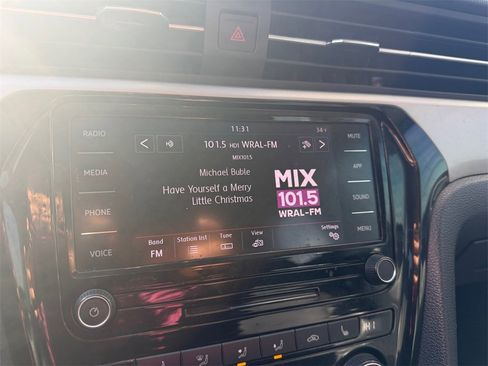 11:31
34°F
RADIO
MUTE
101.5 HD1 WRAL-FM
MIX101.5
MEDIA
APP
Michael Buble
Have Yourself a Merry
Little Christmas
MIX
101.5
WRAL-FM
SOUND
PHONE
MENU
VOICE
Band
FM
Station list
Tune
View
Settings